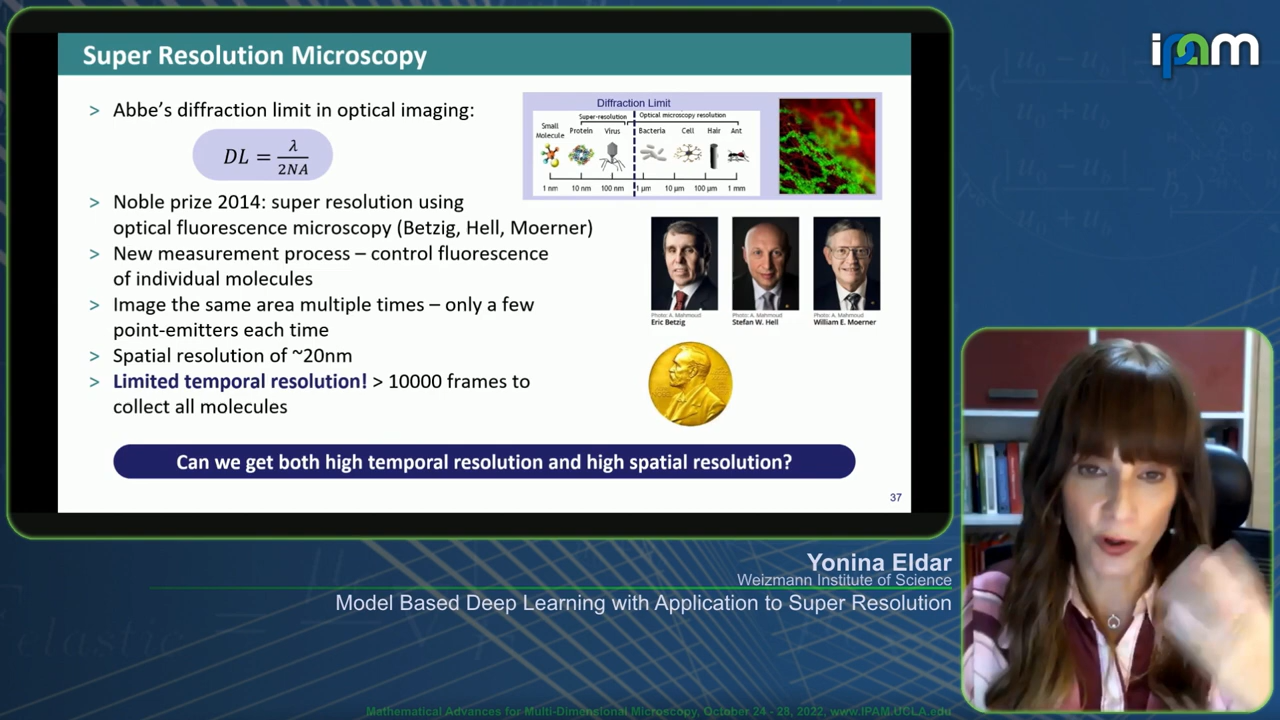 Super Resolution Microscopy
> Abbe's diffraction limit in optical imaging:
DL = λ / 2NA
> Noble prize 2014: super resolution using
optical fluorescence microscopy (Betzig, Hell, Moerner)
> New measurement process – control fluorescence
of individual molecules
> Image the same area multiple times – only a few
point-emitters each time
> Spatial resolution of ~20nm
> Limited temporal resolution! > 10000 frames to
collect all molecules
Diffraction Limit
Super-resolution Optical microscopy resolution
Small Molecule Protein Virus Bacteria Cell Hair Ant
1 nm 10 nm 100 nm 1 μm 10 μm 100 μm 1 mm
Photo: A. Mahmoud Photo: A. Mahmoud Photo: A. Mahmoud
Eric Betzig Stefan W. Hell William E. Moerner
Can we get both high temporal resolution and high spatial resolution?
37
ipam
Yonina Eldar
Weizmann Institute of Science
Model Based Deep Learning with Application to Super Resolution
Mathematical Advances for Multi-Dimensional Microscopy, October 24 - 28, 2022, www.IPAM.UCLA.edu